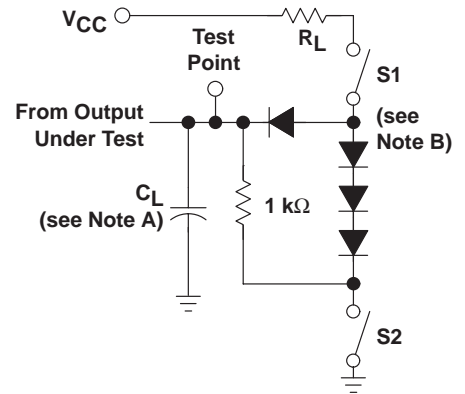 VCC
RL
Test
Point
S1
From Output
Under Test
(see
Note B)
CL
(see Note A)
1 kΩ
S2